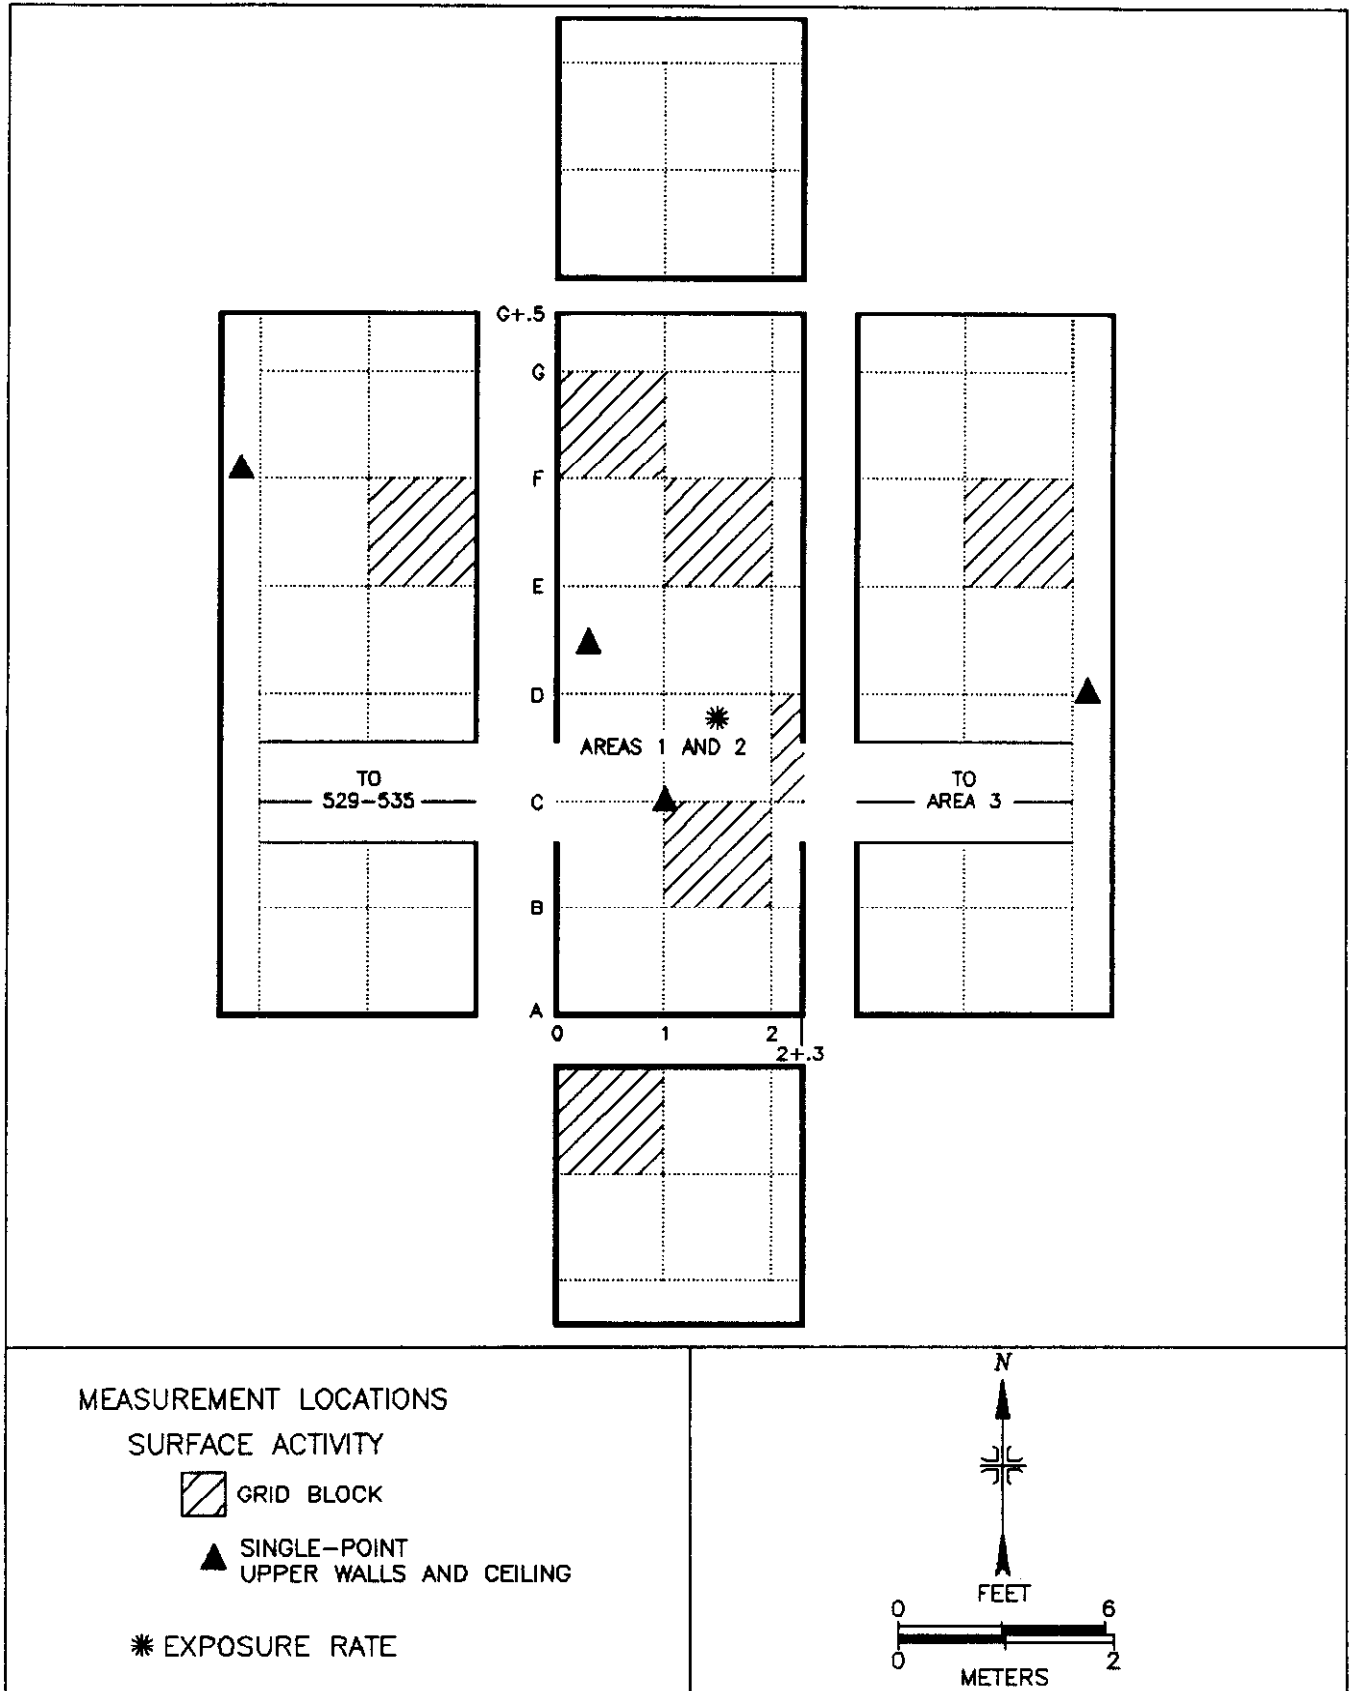 G+.5
G
F
E
D
AREAS 1 AND 2
TO
529-535
C
TO
AREA 3
B
A
0 1 2
2+.3
MEASUREMENT LOCATIONS
SURFACE ACTIVITY
GRID BLOCK
SINGLE-POINT
UPPER WALLS AND CEILING
EXPOSURE RATE
N
FEET
0 6
0 2
METERS